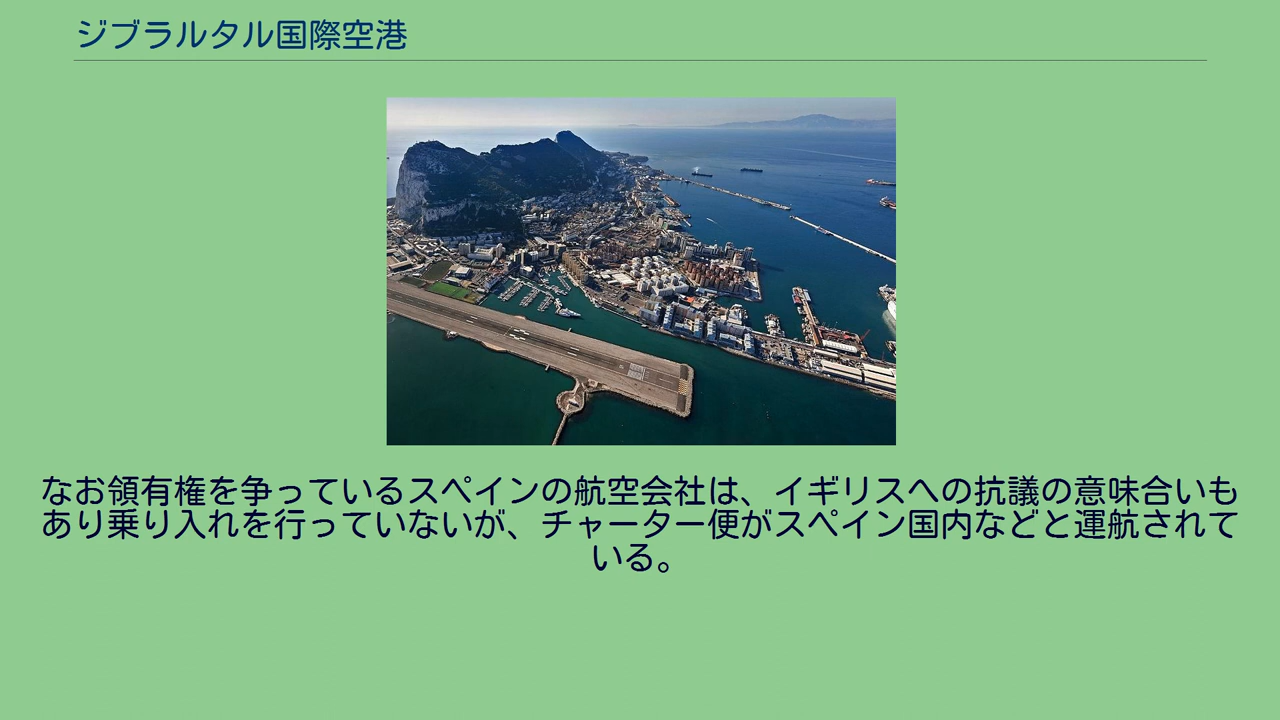 ジブラルタル国際空港
なお領有権を争っているスペインの航空会社は、イギリスへの抗議の意味合いも
あり乗り入れを行っていないが、チャーター便がスペイン国内などと運航されて
いる。